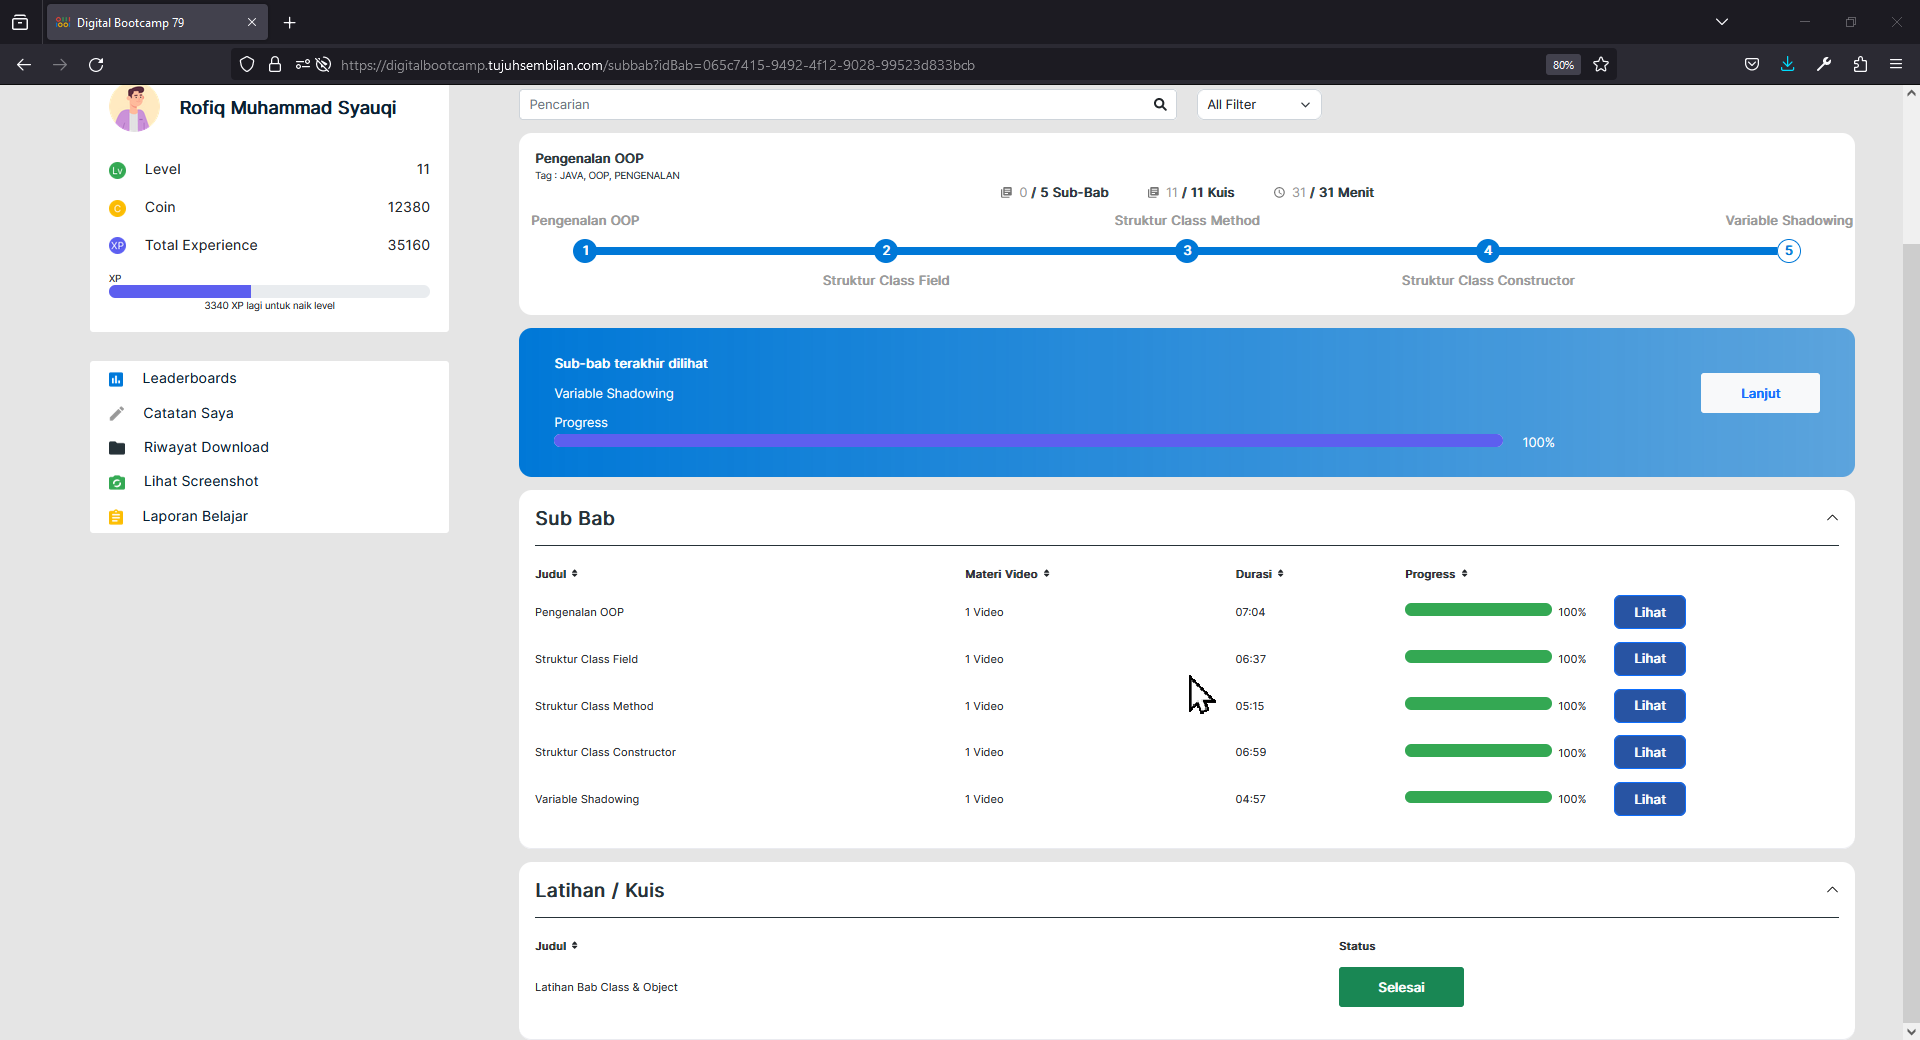 Digital Bootcamp 79
https://digitalbootcamp.tujuhsembilan.com/subbab?idBab=065c7415-9492-4f12-9028-99523d833bcb
80%
Rofiq Muhammad Syauqi
Lv Level 11
C Coin 12380
XP Total Experience 35160
XP
3340 XP lagi untuk naik level
Leaderboards
Catatan Saya
Riwayat Download
Lihat Screenshot
Laporan Belajar
Pencarian
All Filter
Pengenalan OOP
Tag : JAVA, OOP, PENGENALAN
0 / 5 Sub-Bab 11 / 11 Kuis 31 / 31 Menit
Pengenalan OOP Struktur Class Method Variable Shadowing
1 2 3 4 5
Struktur Class Field Struktur Class Constructor
Sub-bab terakhir dilihat
Variable Shadowing
Lanjut
Progress
100%
Sub Bab
Judul Materi Video Durasi Progress
Pengenalan OOP 1 Video 07:04 100% Lihat
Struktur Class Field 1 Video 06:37 100% Lihat
Struktur Class Method 1 Video 05:15 100% Lihat
Struktur Class Constructor 1 Video 06:59 100% Lihat
Variable Shadowing 1 Video 04:57 100% Lihat
Latihan / Kuis
Judul Status
Latihan Bab Class & Object Selesai